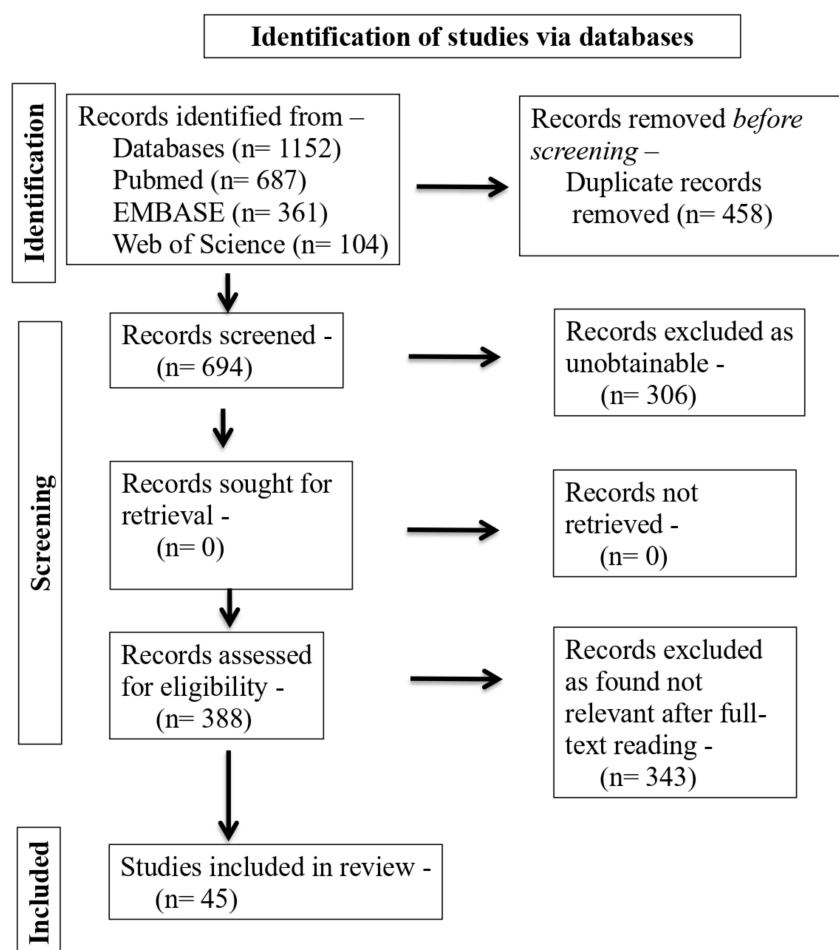 Identification of studies via databases
Identification
Records identified from –
Databases (n= 1152)
Pubmed (n= 687)
EMBASE (n= 361)
Web of Science (n= 104)
Records removed before
screening –
Duplicate records
removed (n= 458)
Screening
Records screened -
(n= 694)
Records excluded as
unobtainable -
(n= 306)
Records sought for
retrieval -
(n= 0)
Records not
retrieved -
(n= 0)
Records assessed
for eligibility -
(n= 388)
Records excluded
as found not
relevant after full-
text reading -
(n= 343)
Included
Studies included in review -
(n= 45)